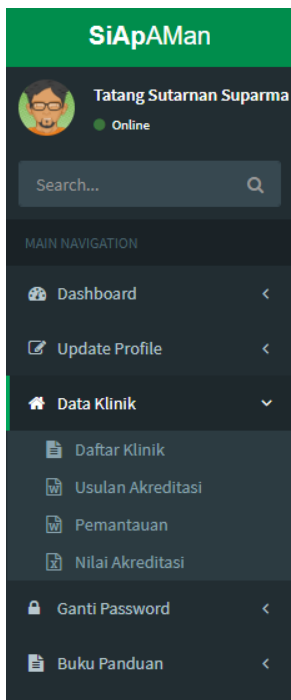 SiApAMan
Tatang Sutarnan Suparma
Online
Search...
MAIN NAVIGATION
Dashboard
Update Profile
Data Klinik
Daftar Klinik
Usulan Akreditasi
Pemantauan
Nilai Akreditasi
Ganti Password
Buku Panduan